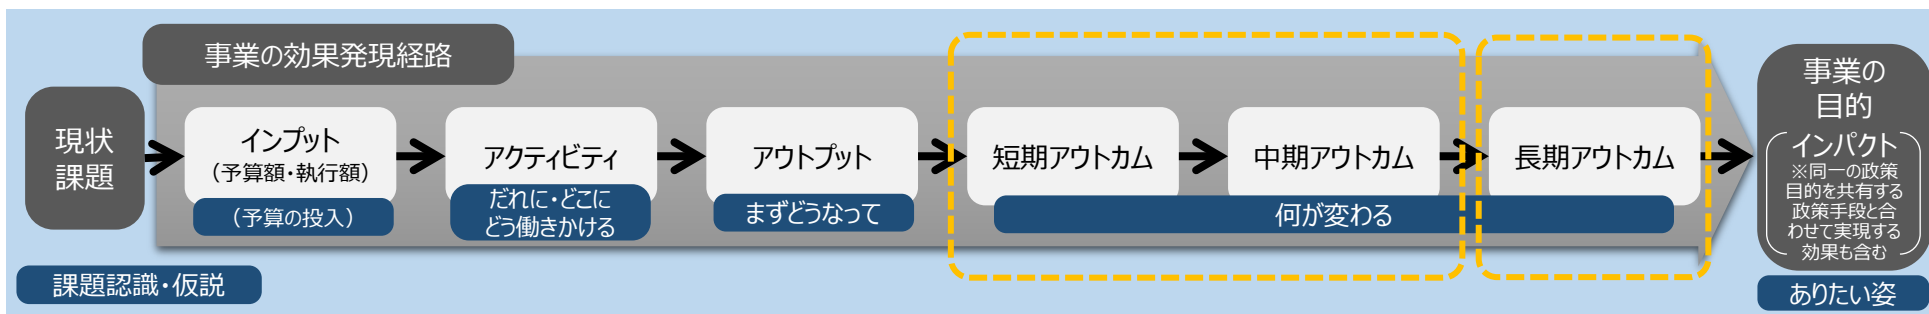 事業の効果発現経路
現状
課題
インプット
(予算額・執行額)
(予算の投入)
アクティビティ
だれに・どこに
どう働きかける
アウトプット
まずどうなって
短期アウトカム
中期アウトカム
長期アウトカム
何が変わる
事業の
目的
インパクト
※同一の政策
目的を共有する
政策手段と合
わせて実現する
効果も含む
課題認識・仮説
ありたい姿